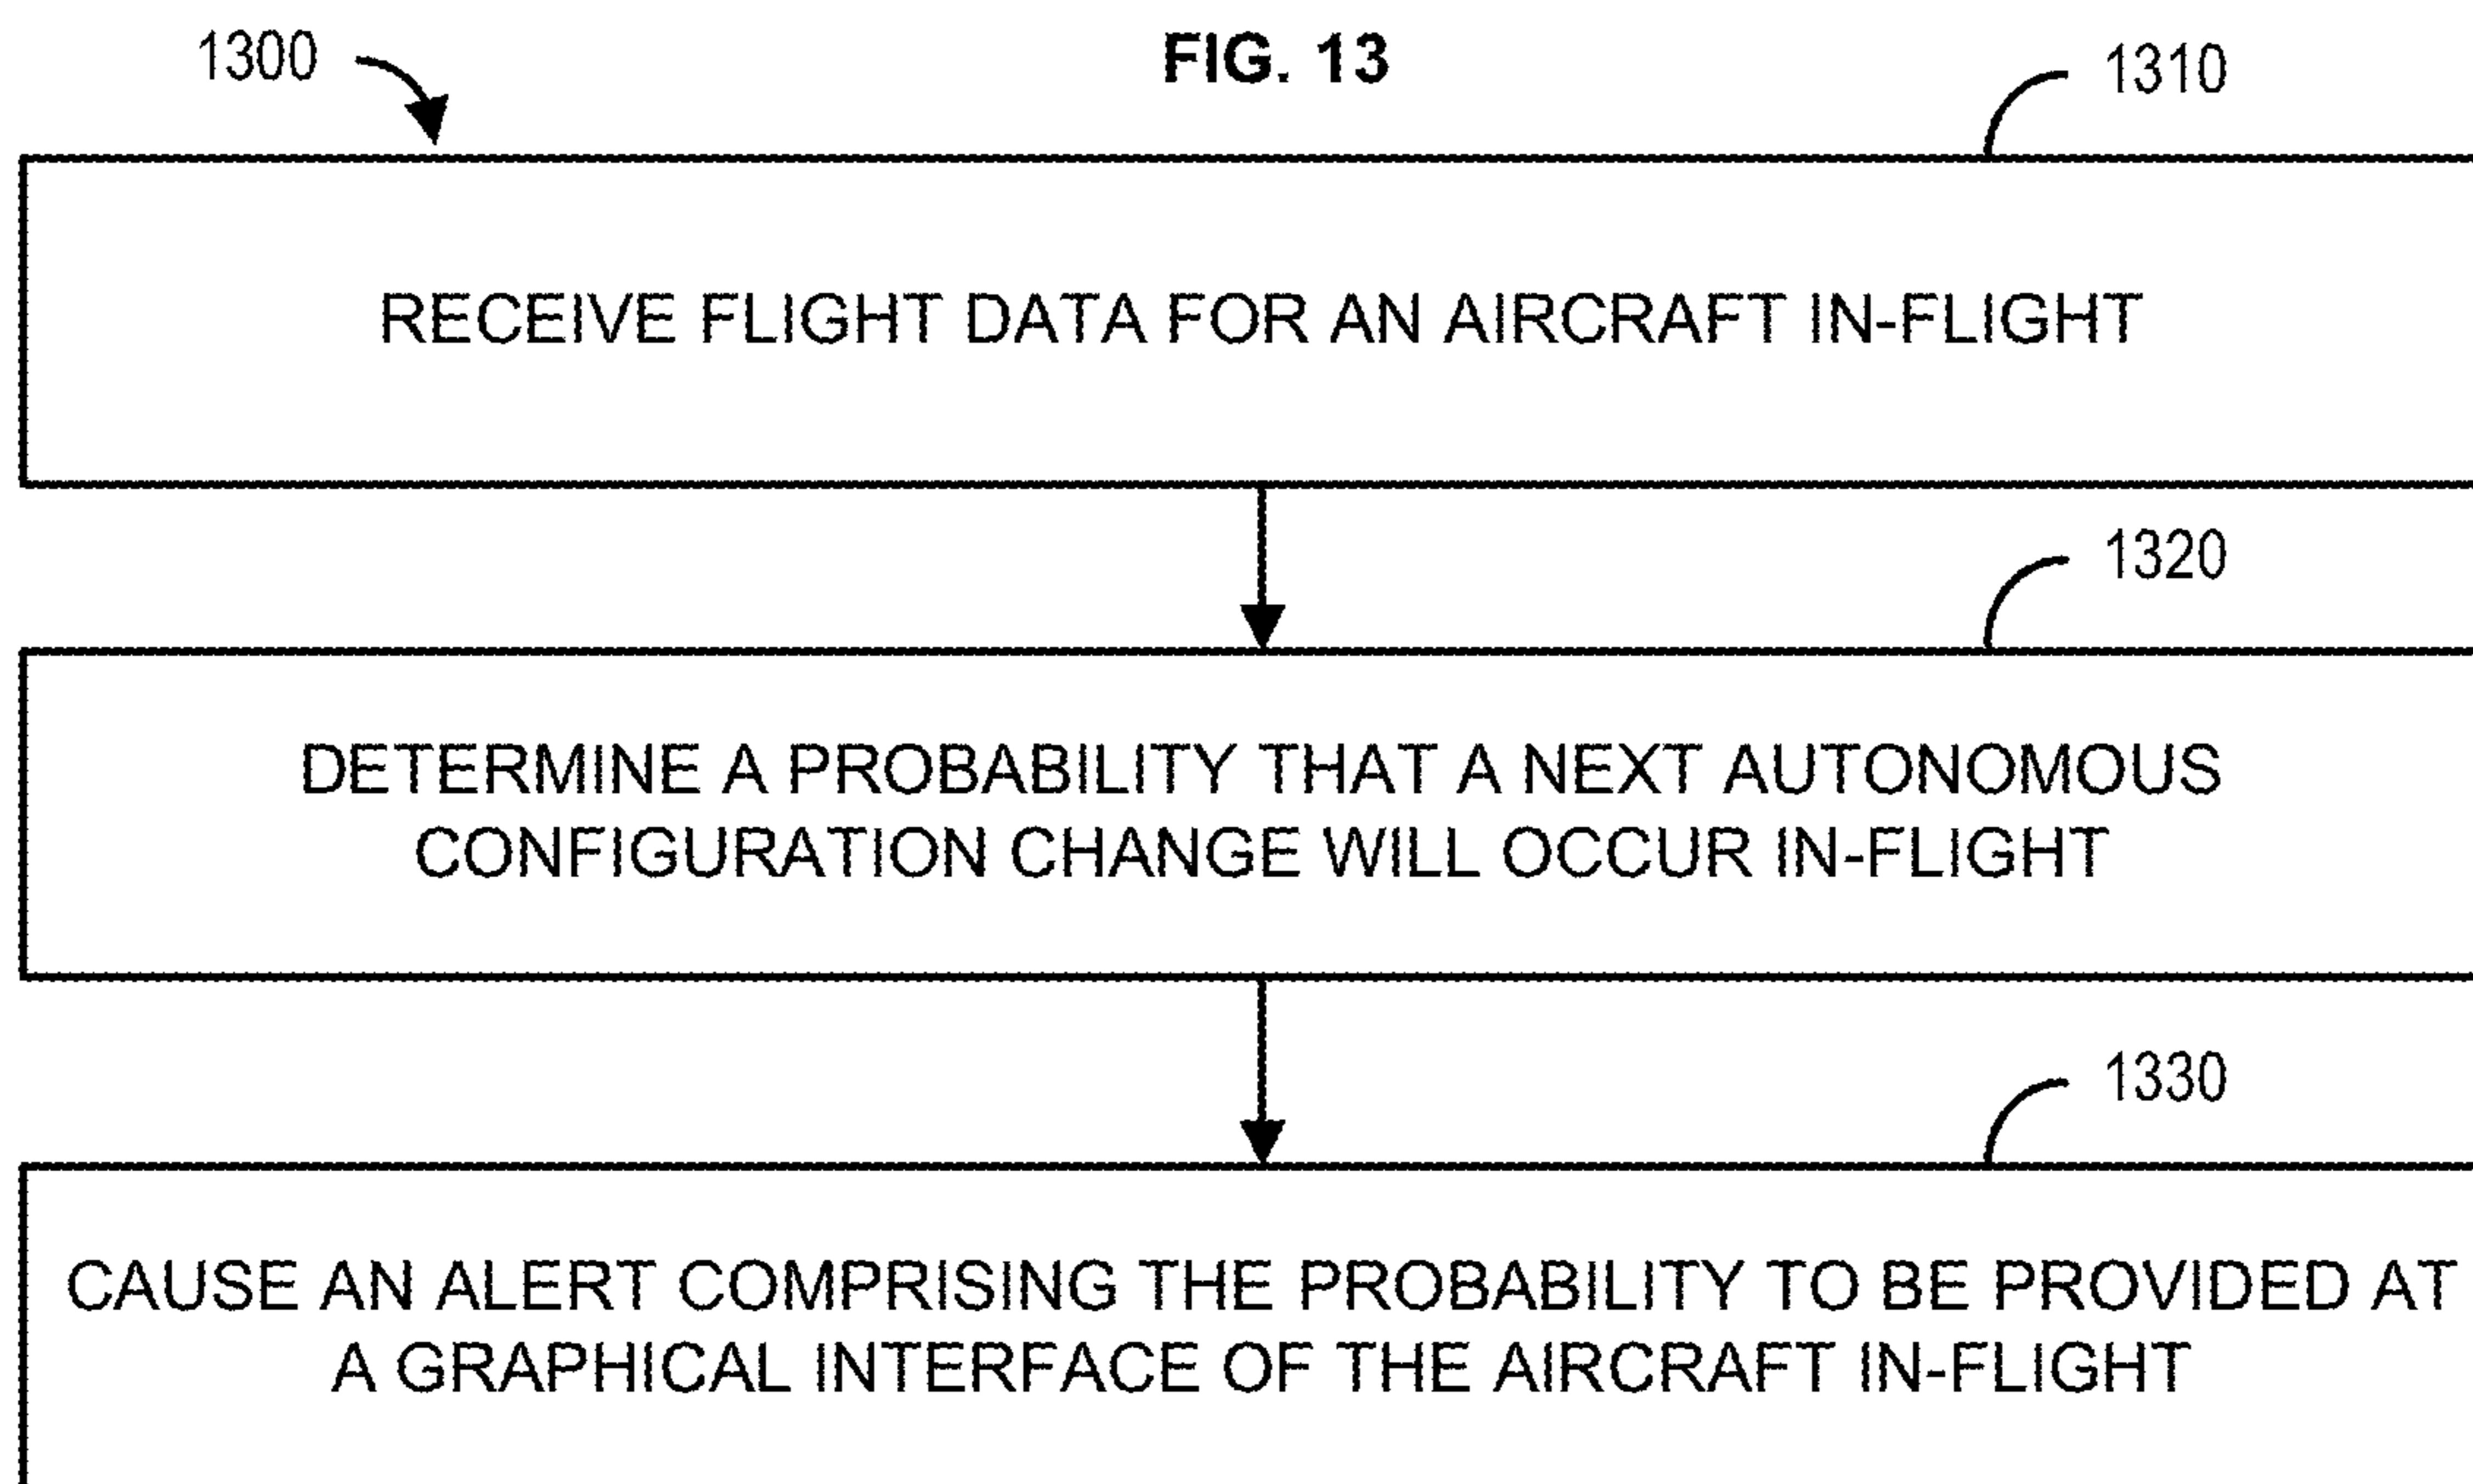 1300
FIG. 13
1310
RECEIVE FLIGHT DATA FOR AN AIRCRAFT IN-FLIGHT
1320
DETERMINE A PROBABILITY THAT A NEXT AUTONOMOUS
CONFIGURATION CHANGE WILL OCCUR IN-FLIGHT
1330
CAUSE AN ALERT COMPRISING THE PROBABILITY TO BE PROVIDED AT
A GRAPHICAL INTERFACE OF THE AIRCRAFT IN-FLIGHT